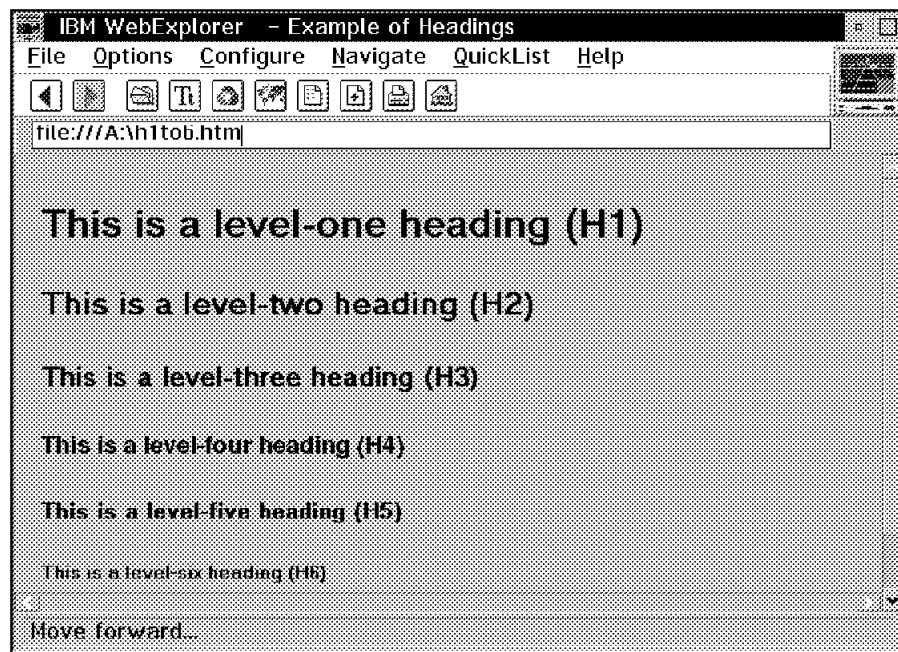 IBM WebExplorer - Example of Headings
File Options Configure Navigate QuickList Help
file:///A:\h1to6.htm
This is a level-one heading (H1)
This is a level-two heading (H2)
This is a level-three heading (H3)
This is a level-four heading (H4)
This is a level-five heading (H5)
This is a level-six heading (H6)
Move forward...